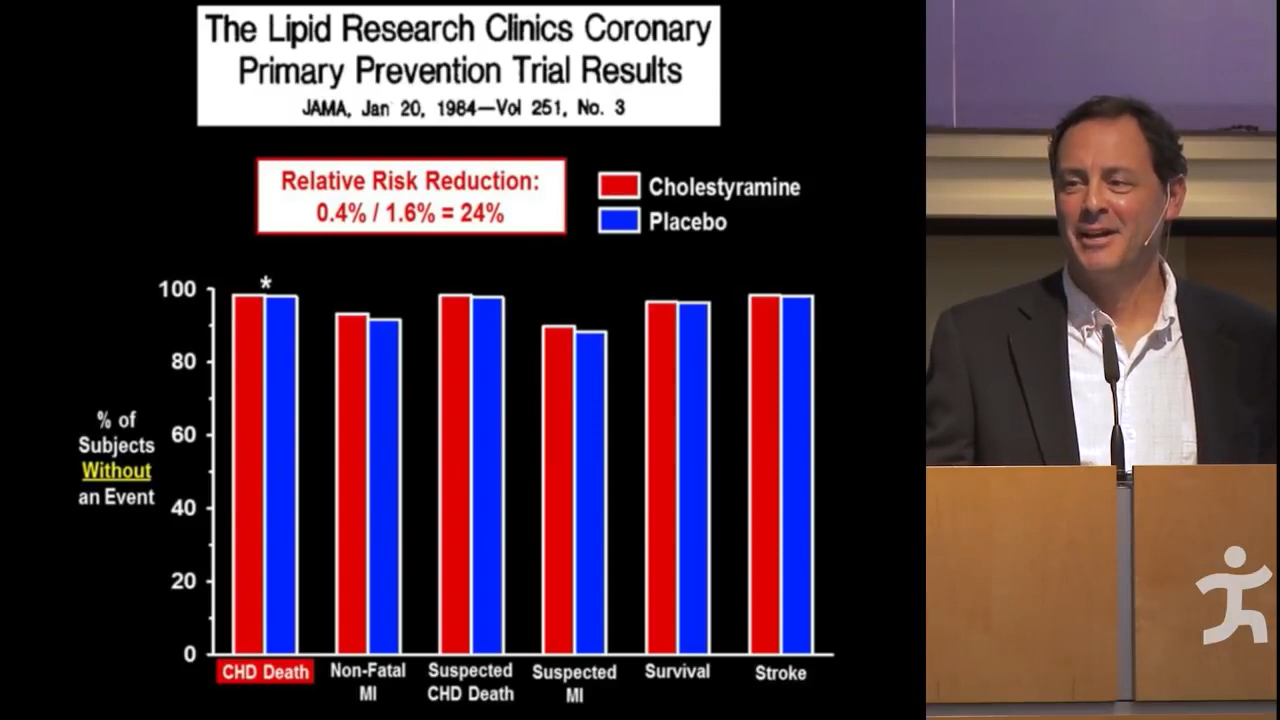 The Lipid Research Clinics Coronary
Primary Prevention Trial Results
JAMA, Jan 20, 1984—Vol 251, No. 3
Relative Risk Reduction:
0.4% / 1.6% = 24%
Cholestyramine
Placebo
*
100
80
60
40
20
0
% of
Subjects
Without
an Event
CHD Death
Non-Fatal
MI
Suspected
CHD Death
Suspected
MI
Survival
Stroke